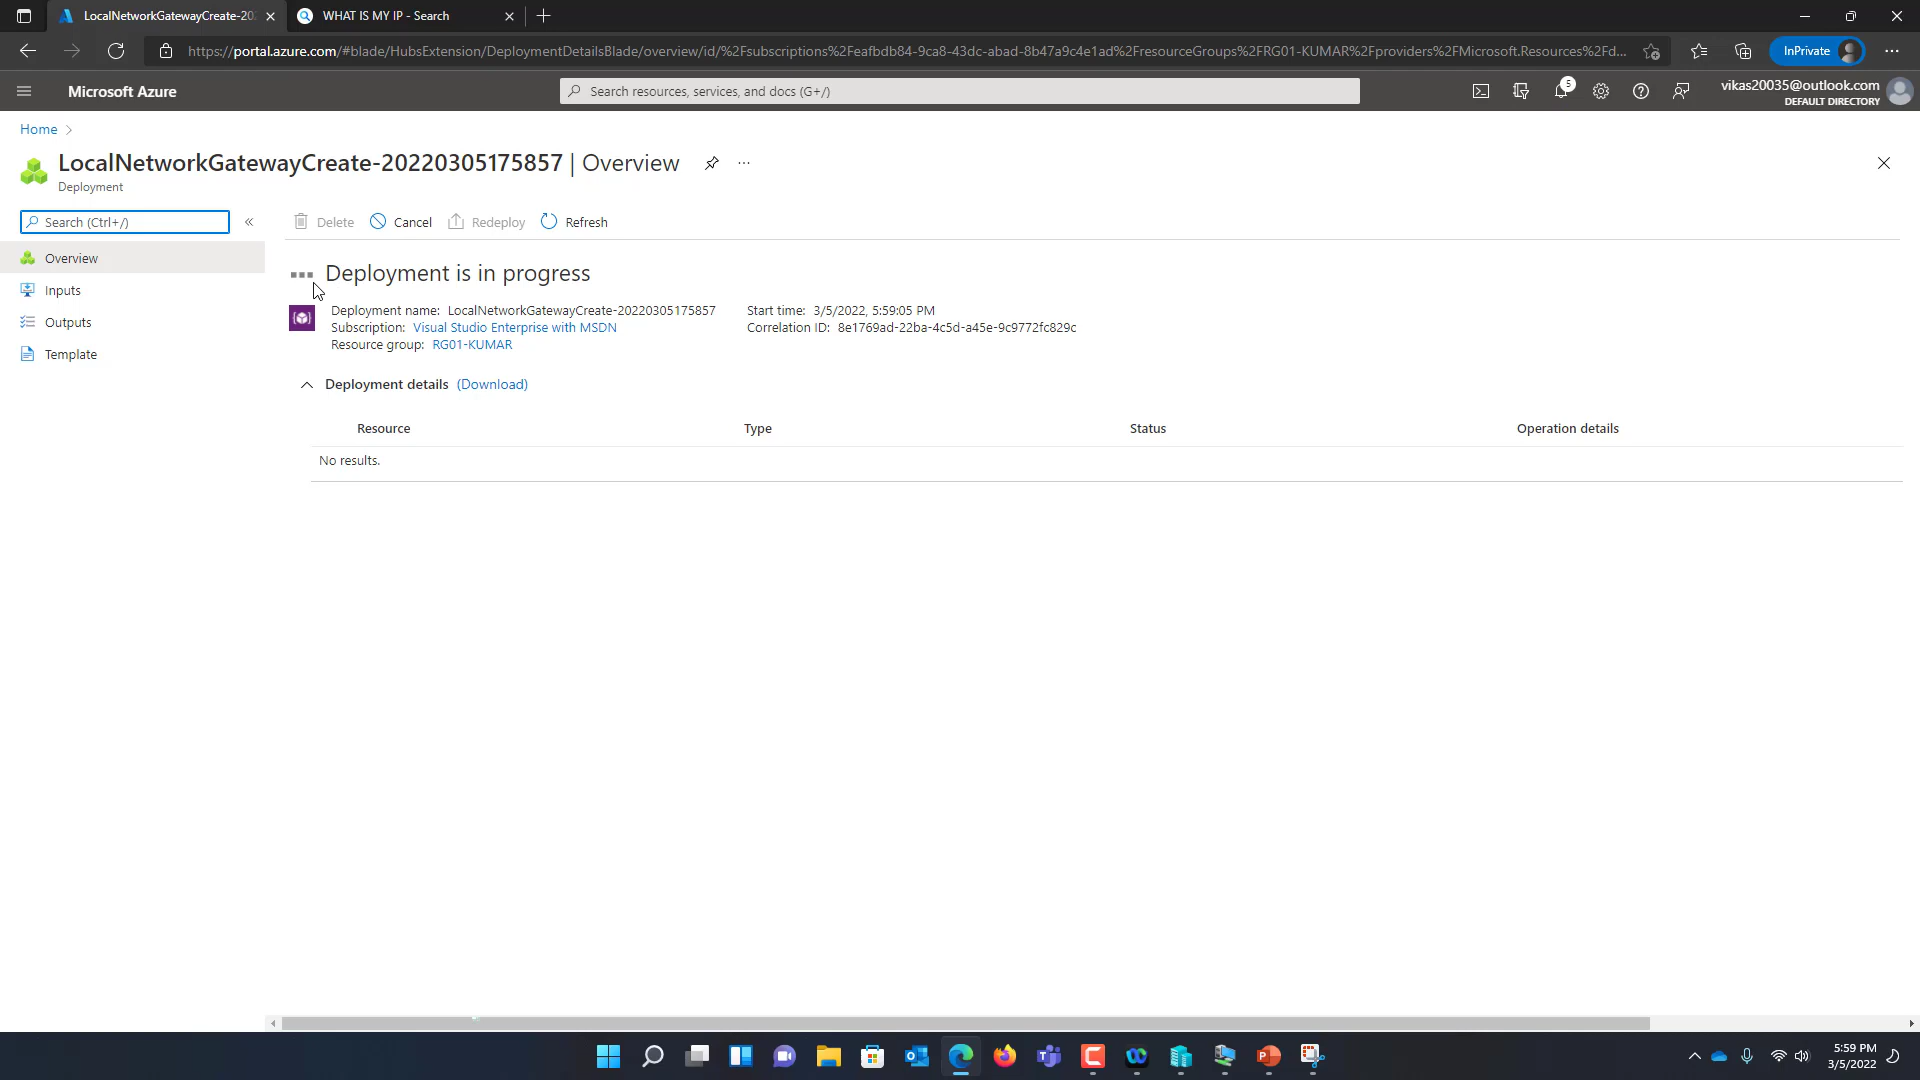 LocalNetworkGatewayCreate-202
WHAT IS MY IP - Search
https://portal.azure.com/#blade/HubsExtension/DeploymentDetailsBlade/overview/id/%2Fsubscriptions%2Feafbdb84-9ca8-43dc-abad-8b47a9c4e1ad%2FresourceGroups%2FRG01-KUMAR%2Fproviders%2FMicrosoft.Resources%2Fd...
InPrivate
Microsoft Azure
Search resources, services, and docs (G+/)
5
vikas20035@outlook.com
DEFAULT DIRECTORY
Home
LocalNetworkGatewayCreate-20220305175857 | Overview
Deployment
Search (Ctrl+/)
Delete
Cancel
Redeploy
Refresh
Overview
Inputs
Outputs
Template
Deployment is in progress
Deployment name: LocalNetworkGatewayCreate-20220305175857
Subscription: Visual Studio Enterprise with MSDN
Resource group: RG01-KUMAR
Start time: 3/5/2022, 5:59:05 PM
Correlation ID: 8e1769ad-22ba-4c5d-a45e-9c9772fc829c
Deployment details (Download)
Resource
Type
Status
Operation details
No results.
5:59 PM
3/5/2022